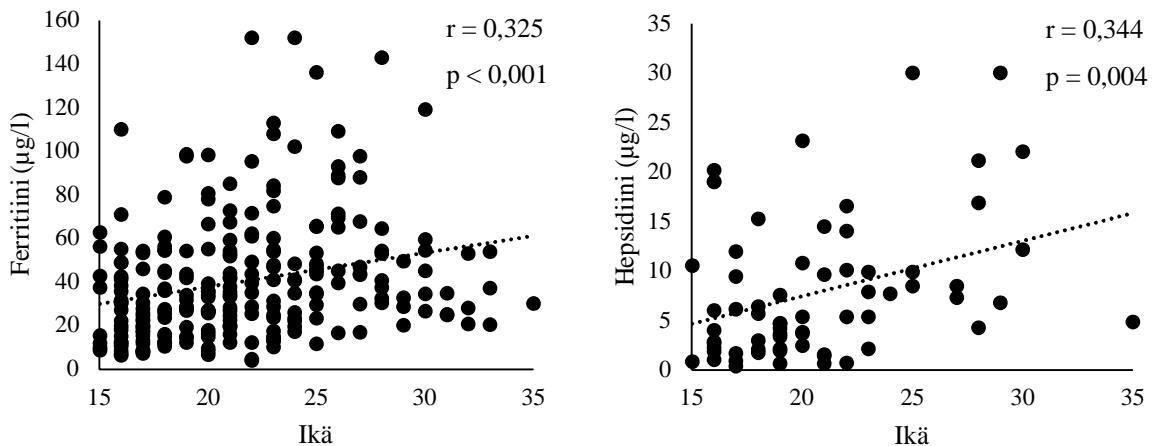 160
140
120
100
80
60
40
20
0
Ferritiini (µg/l)
r = 0,325
p < 0,001
15 20 25 30 35
Ikä
35
30
25
20
15
10
5
0
Hepsidiini (µg/l)
r = 0,344
p = 0,004
15 20 25 30 35
Ikä